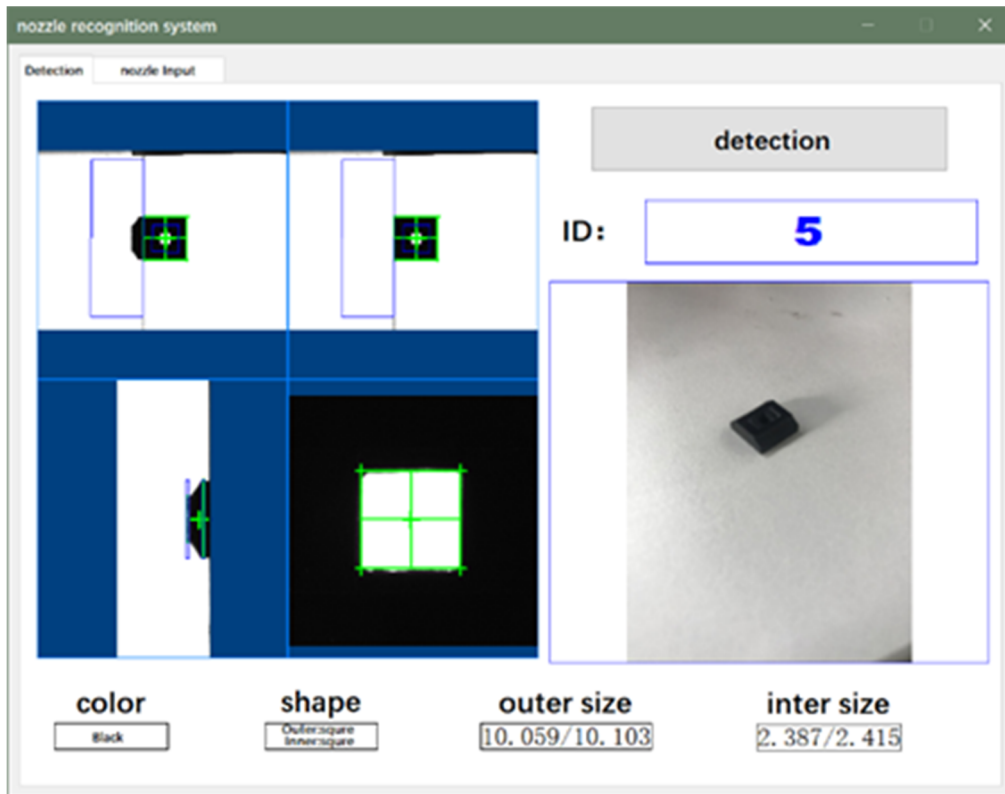 nozzle recognition system
Detection
nozzle Input
detection
ID:
5
color
shape
outer size
inter size
Black
Outer:squre
Inner:squre
10.059/10.103
2.387/2.415